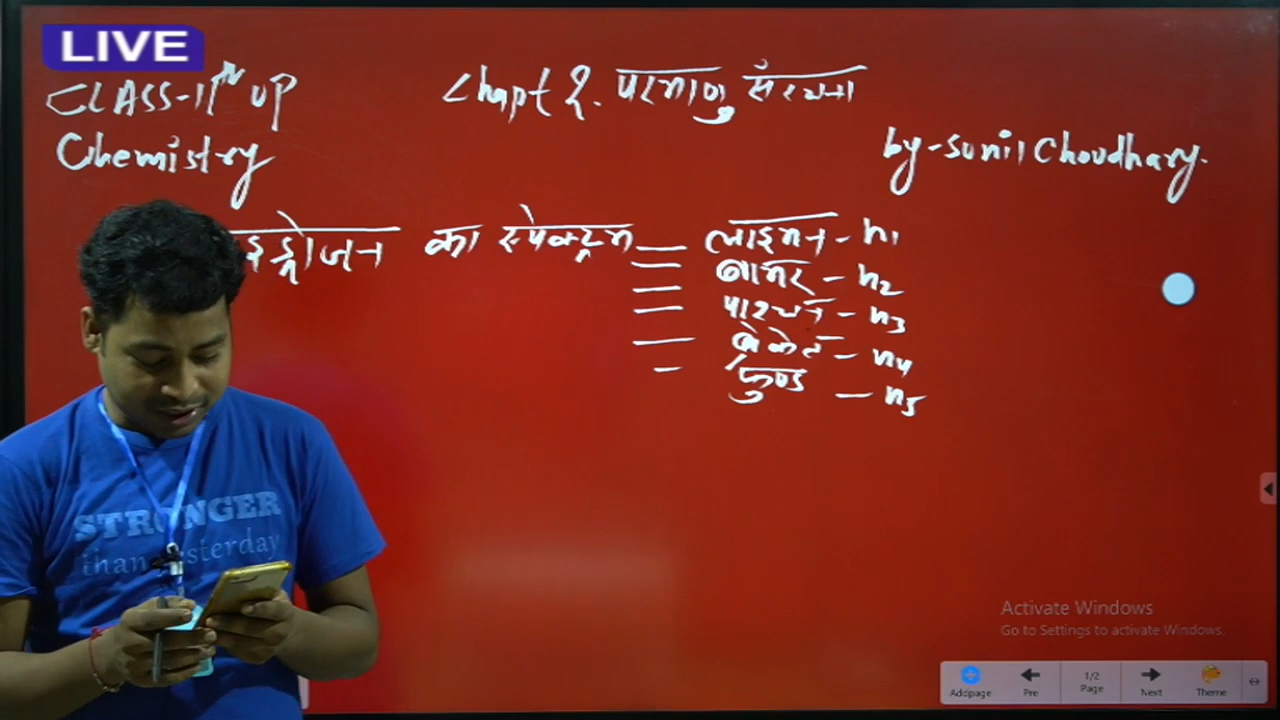 LIVE
CLASS-11th UP
Chemistry
Chapt 2. परमाणु संरचना
by-Sunil Choudhary.
इड्रोजन का स्पेक्ट्रम
लाइमन - n1
बामर - n2
पाश्चन - n3
ब्रेकेट - n4
फुण्ड - n5
STRONGER
than yesterday
Activate Windows
Go to Settings to activate Windows.
Addpage
Pre
1/2
Page
Next
Theme